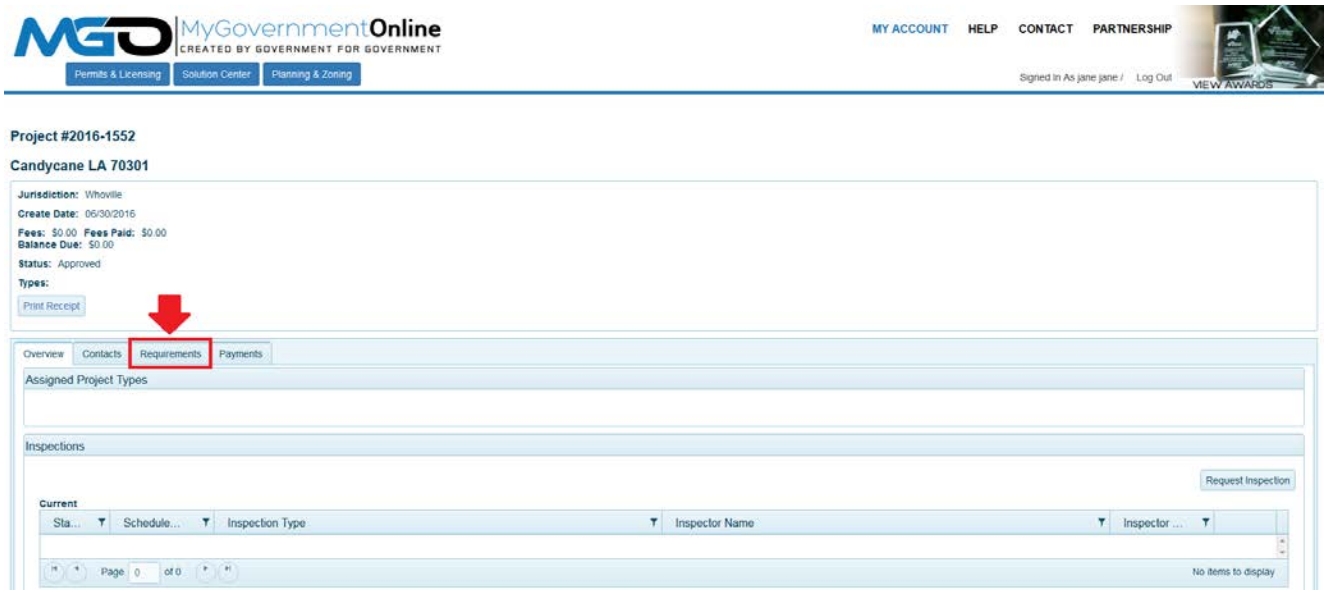 MGO MyGovernmentOnline
CREATED BY GOVERNMENT FOR GOVERNMENT
MY ACCOUNT HELP CONTACT PARTNERSHIP
Permits & Licensing Solution Center Planning & Zoning
Signed In As jane jane / Log Out
VIEW AWARDS
Project #2016-1552
Candycane LA 70301
Jurisdiction: Whoville
Create Date: 06/30/2016
Fees: $0.00 Fees Paid: $0.00
Balance Due: $0.00
Status: Approved
Types:
Print Receipt
Overview Contacts Requirements Payments
Assigned Project Types
Inspections
Request Inspection
Current
Sta... Schedule... Inspection Type Inspector Name Inspector ...
Page 0 of 0 No items to display